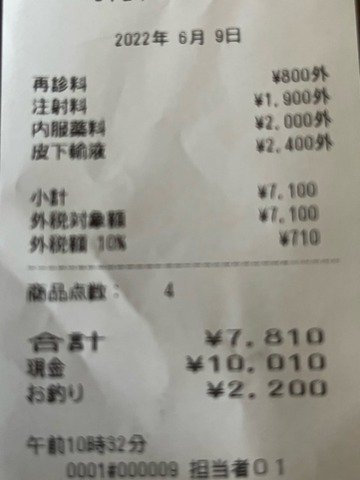 2022年 6月 9日
再診料 ¥800外
注射料 ¥1,900外
内服薬料 ¥2,000外
皮下輸液 ¥2,400外
小計 ¥7,100
外税対象額 ¥7,100
外税額 10% ¥710
商品点数: 4
合計 ¥7,810
現金 ¥10,010
お釣り ¥2,200
午前10時32分
0001#000009 担当者01